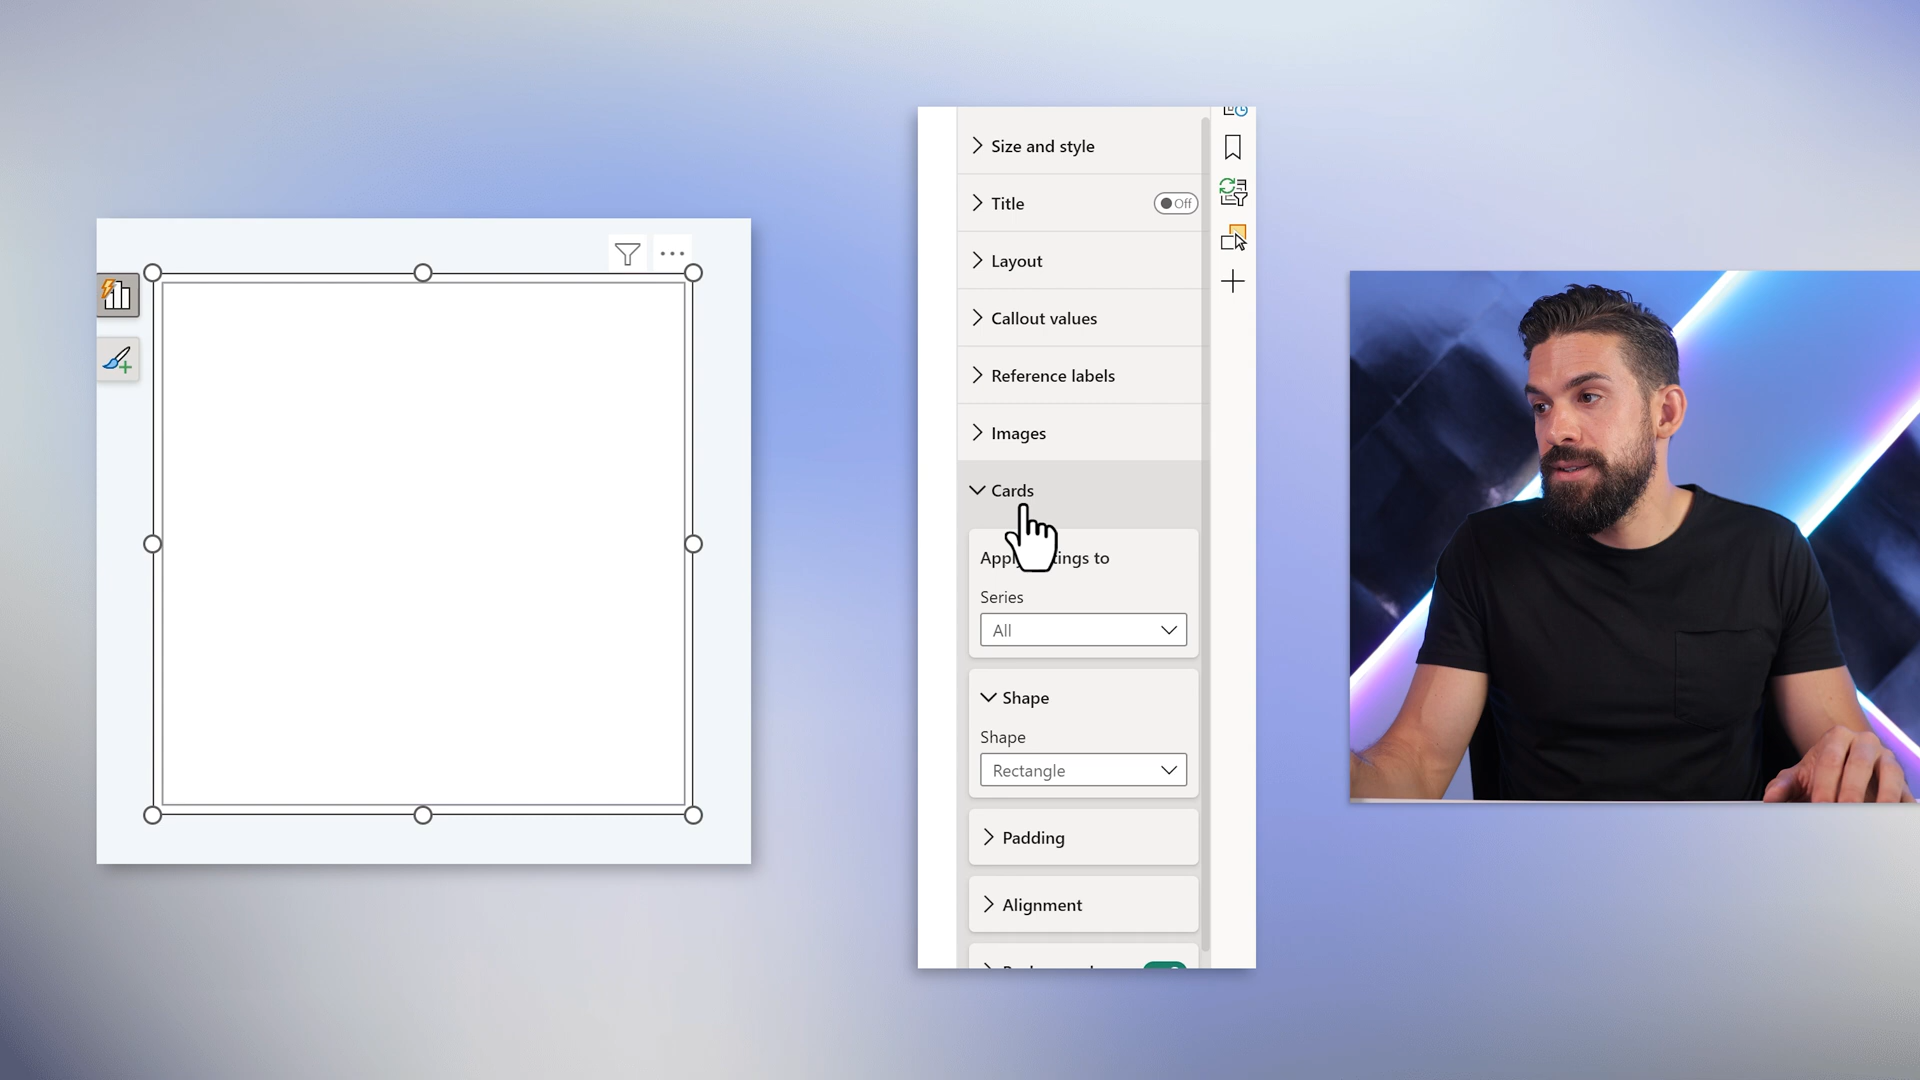 Size and style
Title
Off
Layout
Callout values
Reference labels
Images
Cards
to
Series
All
Shape
Shape
Rectangle
Padding
Alignment